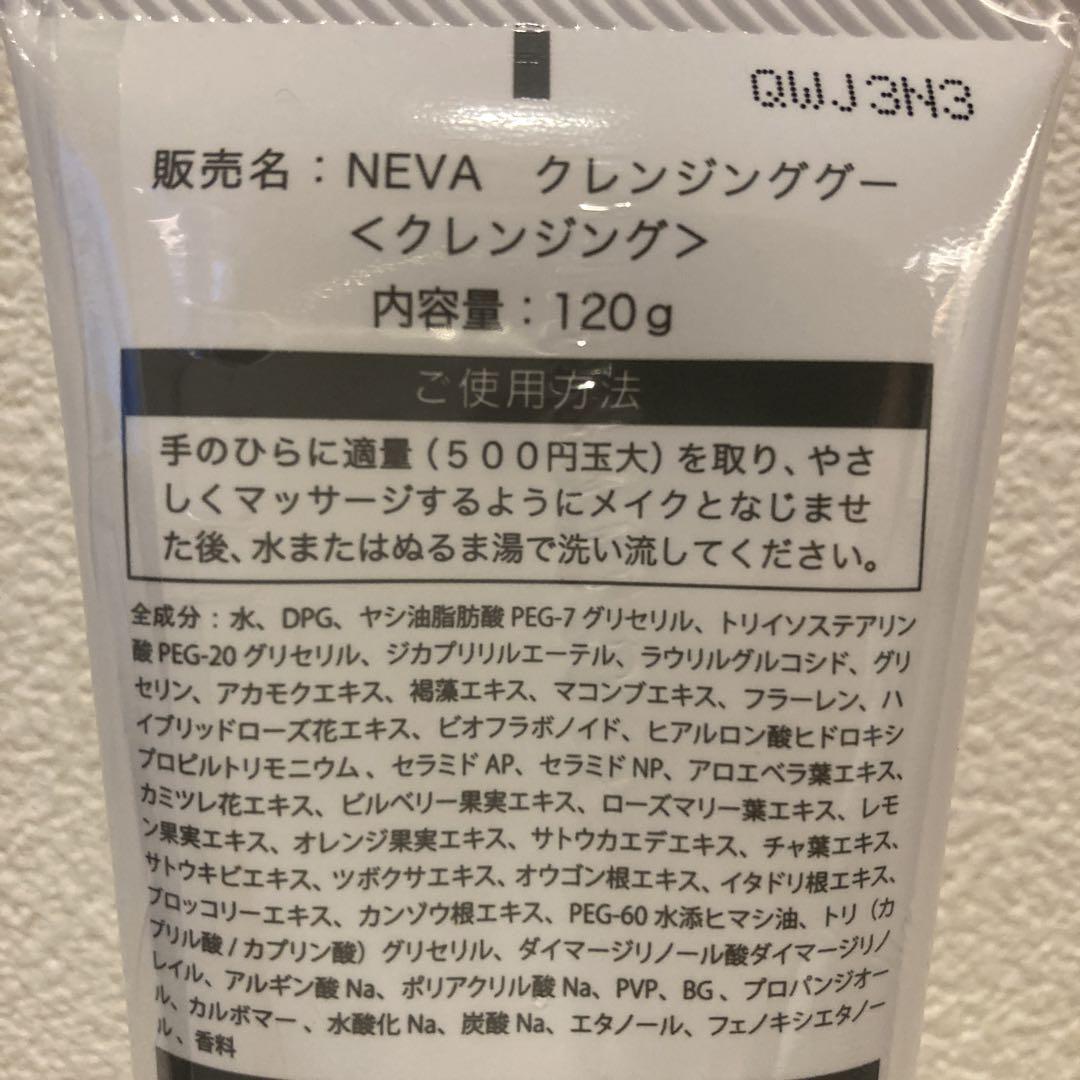 QWJ3N3
販売名：NEVA　クレンジンググー
＜クレンジング＞
内容量：120g
ご使用方法
手のひらに適量（５００円玉大）を取り、やさ
しくマッサージするようにメイクとなじませ
た後、水またはぬるま湯で洗い流してください。
全成分：水、DPG、ヤシ油脂肪酸PEG-7グリセリル、トリイソステアリン
酸PEG-20グリセリル、ジカプリリルエーテル、ラウリルグルコシド、グリ
セリン、アカモクエキス、褐藻エキス、マコンブエキス、フラーレン、ハ
イブリッドローズ花エキス、ビオフラボノイド、ヒアルロン酸ヒドロキシ
プロピルトリモニウム、セラミドAP、セラミドNP、アロエベラ葉エキス、
カミツレ花エキス、ビルベリー果実エキス、ローズマリー葉エキス、レモ
ン果実エキス、オレンジ果実エキス、サトウカエデエキス、チャ葉エキス、
サトウキビエキス、ツボクサエキス、オウゴン根エキス、イタドリ根エキス、
ブロッコリーエキス、カンゾウ根エキス、PEG-60水添ヒマシ油、トリ（カ
プリル酸/カプリン酸）グリセリル、ダイマージリノール酸ダイマージリノ
レイル、アルギン酸Na、ポリアクリル酸Na、PVP、BG、プロパンジオー
ル、カルボマー、水酸化Na、炭酸Na、エタノール、フェノキシエタノー
ル、香料